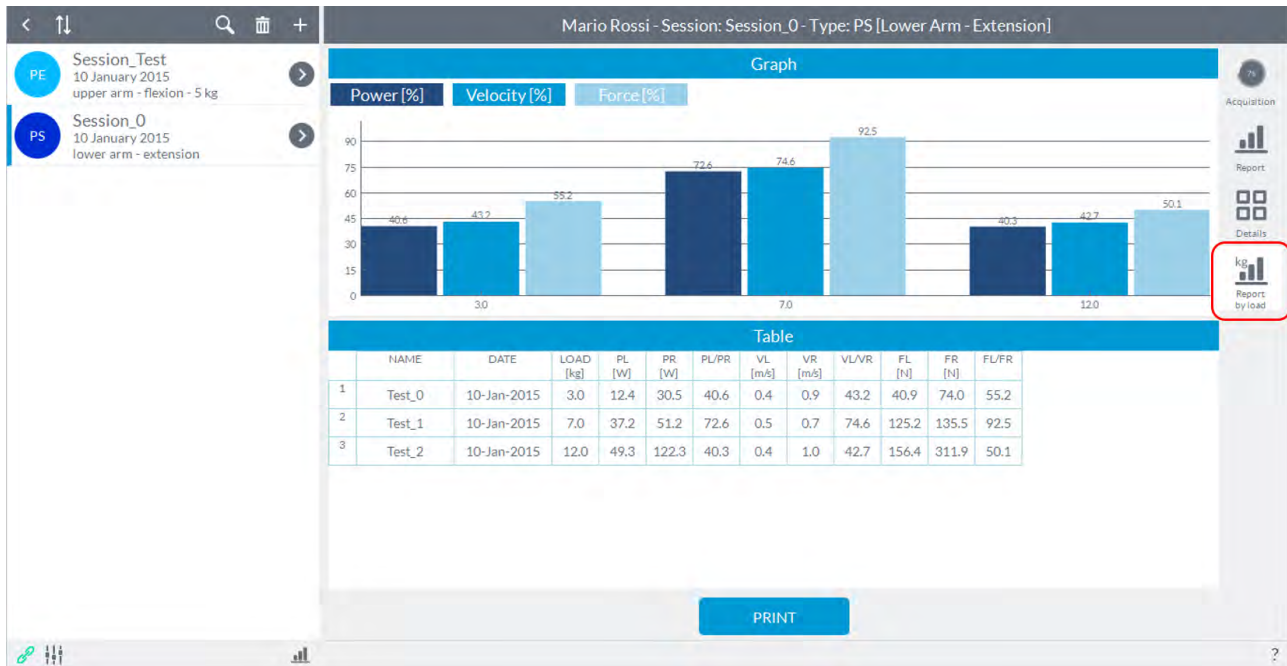 Mario Rossi - Session: Session_0 - Type: PS [Lower Arm - Extension]
PE
Session_Test
10 January 2015
upper arm - flexion - 5 kg
PS
Session_0
10 January 2015
lower arm - extension
Graph
Power [%] Velocity [%] Force [%]
90
75
60
45
30
15
0
40.6 43.2 55.2
72.6 74.6 92.5
40.3 42.7 50.1
3.0 7.0 12.0
Table
NAME DATE LOAD [kg] PL [W] PR [W] PL/PR VL [m/s] VR [m/s] VL/VR FL [N] FR [N] FL/FR
1 Test_0 10-Jan-2015 3.0 12.4 30.5 40.6 0.4 0.9 43.2 40.9 74.0 55.2
2 Test_1 10-Jan-2015 7.0 37.2 51.2 72.6 0.5 0.7 74.6 125.2 135.5 92.5
3 Test_2 10-Jan-2015 12.0 49.3 122.3 40.3 0.4 1.0 42.7 156.4 311.9 50.1
PRINT
Acquisition
Report
Details
kg
Report
by load
?